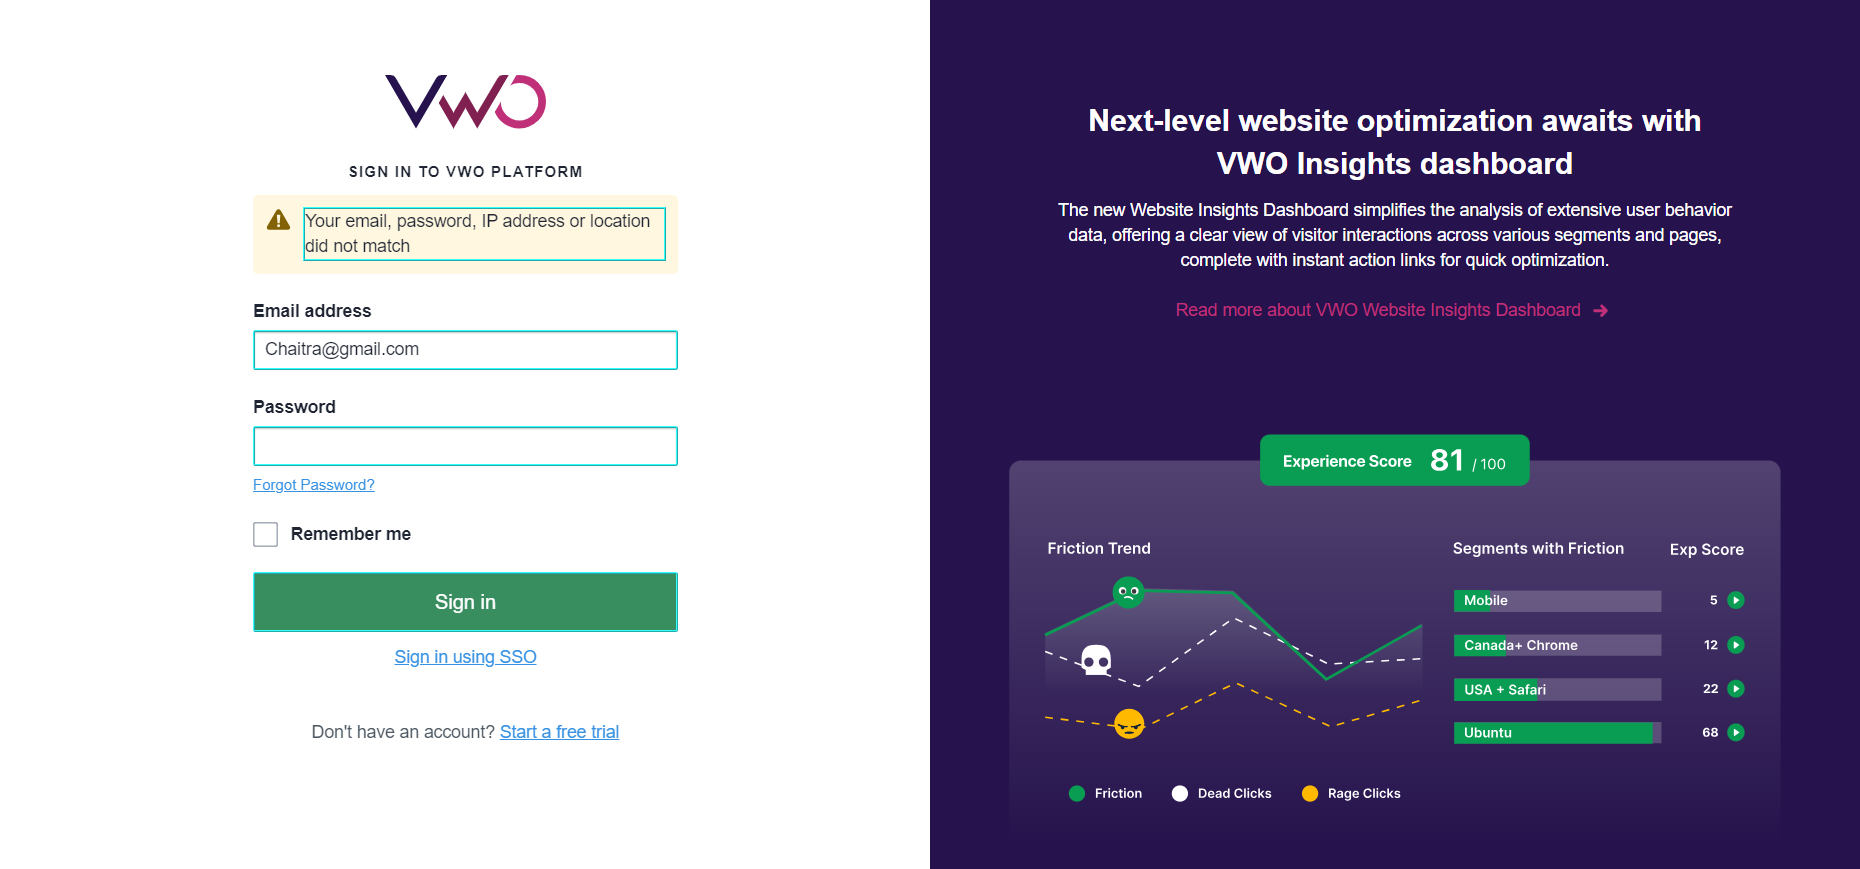 VWO
SIGN IN TO VWO PLATFORM
Your email, password, IP address or location
did not match
Email address
Chaitra@gmail.com
Password
Forgot Password?
Remember me
Sign in
Sign in using SSO
Don't have an account? Start a free trial
Next-level website optimization awaits with
VWO Insights dashboard
The new Website Insights Dashboard simplifies the analysis of extensive user behavior
data, offering a clear view of visitor interactions across various segments and pages,
complete with instant action links for quick optimization.
Read more about VWO Website Insights Dashboard
Experience Score 81 / 100
Friction Trend
Segments with Friction Exp Score
Mobile 5
Canada+ Chrome 12
USA + Safari 22
Ubuntu 68
Friction Dead Clicks Rage Clicks